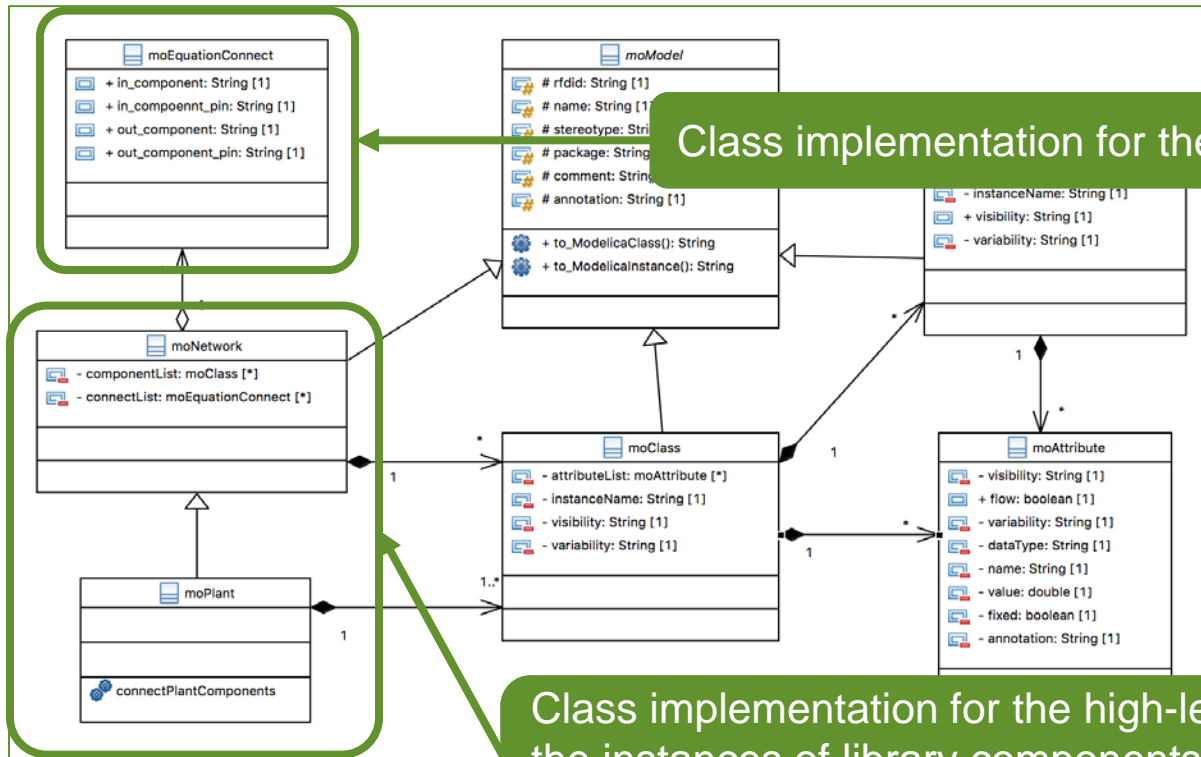 moEquationConnect
+ in_component: String [1]
+ in_compoennt_pin: String [1]
+ out_component: String [1]
+ out_component_pin: String [1]
moModel
# rfdid: String [1]
# name: String [1]
# stereotype: Stri
# package: String
# comment: String
# annotation: String [1]
+ to_ModelicaClass(): String
+ to_ModelicaInstance(): String
Class implementation for the
- instanceName: String [1]
+ visibility: String [1]
- variability: String [1]
*
moNetwork
- componentList: moClass [*]
- connectList: moEquationConnect [*]
*
1
*
1
1
*
moClass
- attributeList: moAttribute [*]
- instanceName: String [1]
- visibility: String [1]
- variability: String [1]
*
1
moAttribute
- visibility: String [1]
+ flow: boolean [1]
- variability: String [1]
- dataType: String [1]
- name: String [1]
- value: double [1]
- fixed: boolean [1]
- annotation: String [1]
moPlant
connectPlantComponents
1..*
1
Class implementation for the high-le
the instances of library components